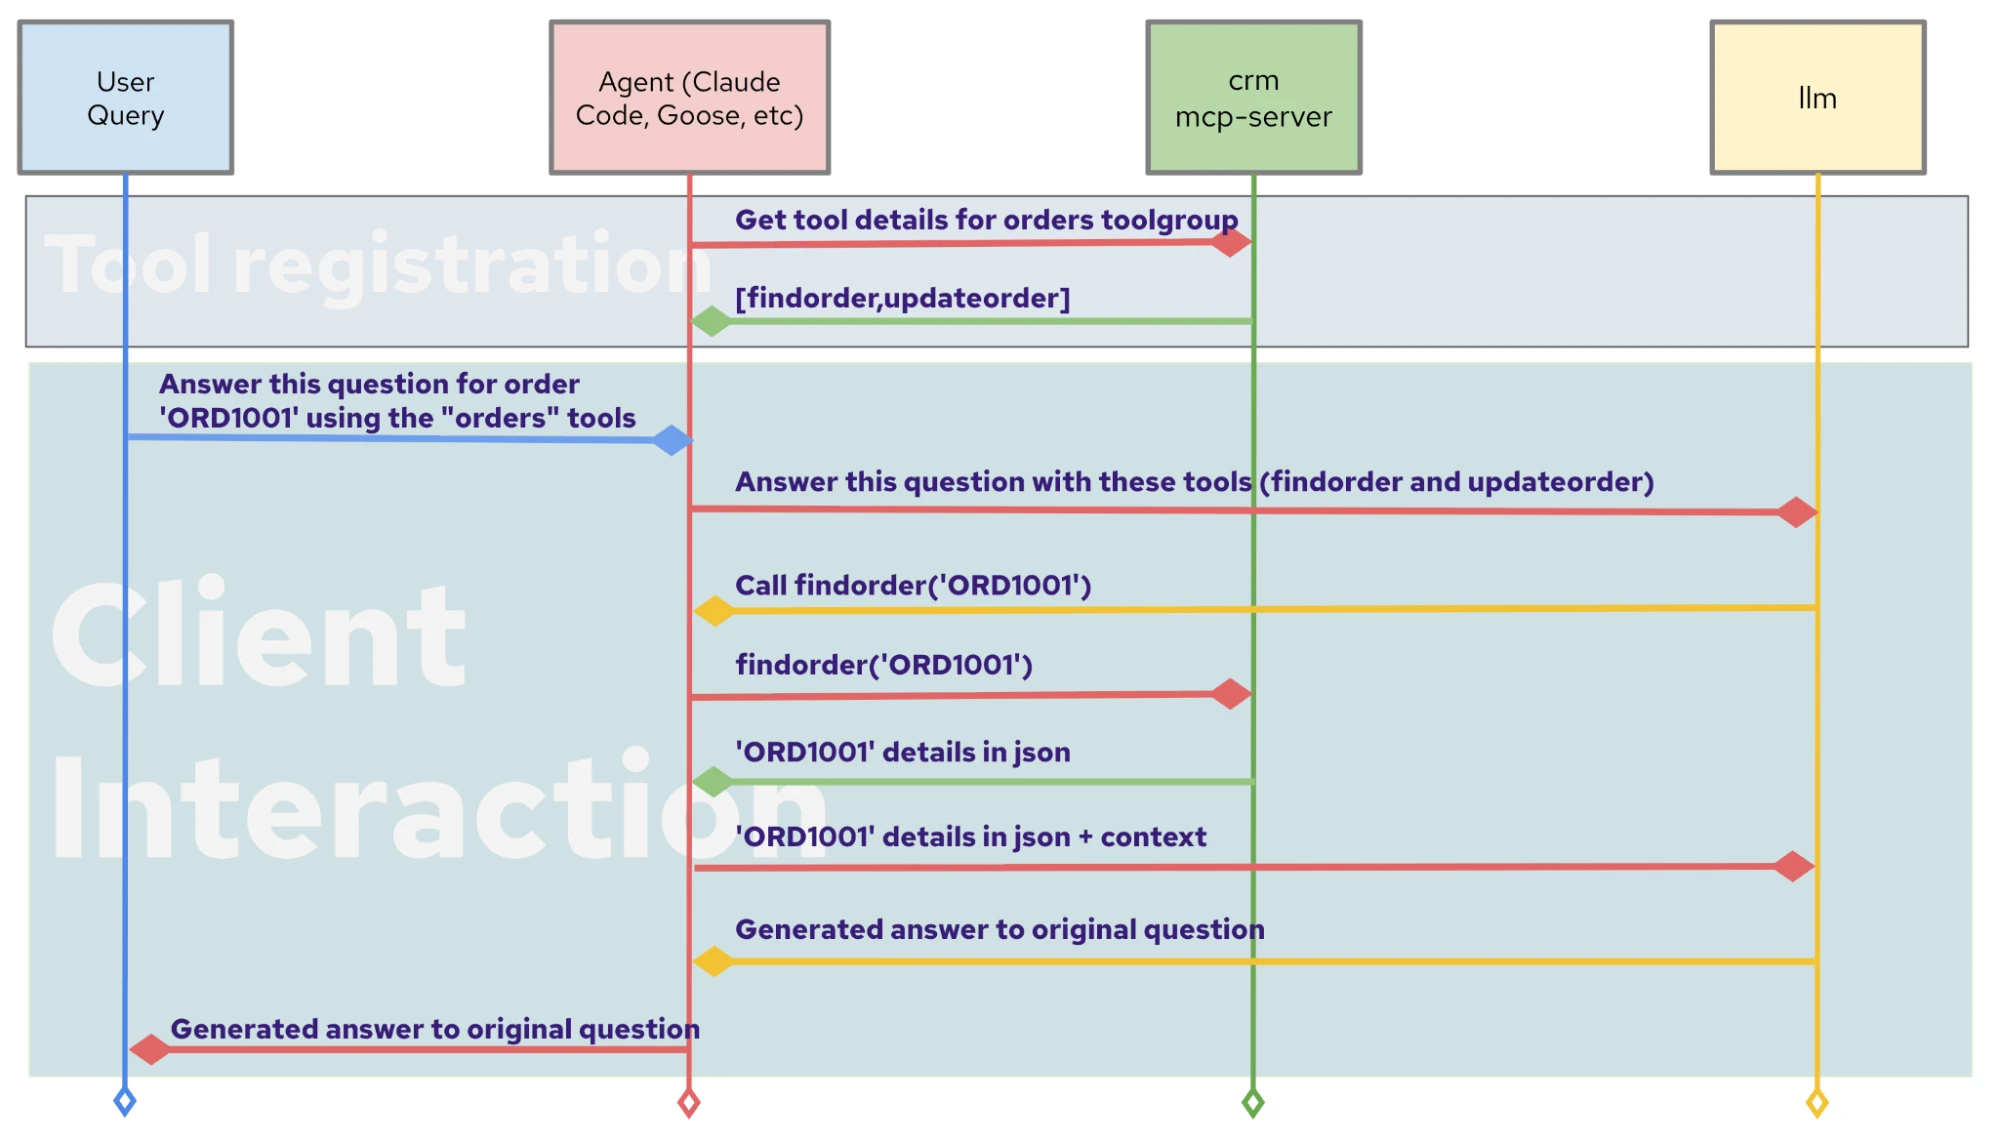 User
Query
Agent (Claude
Code, Goose, etc)
crm
mcp-server
llm
Tool registration
Get tool details for orders toolgroup
[findorder,updateorder]
Answer this question for order
'ORD1001' using the "orders" tools
Answer this question with these tools (findorder and updateorder)
Client
Interaction
Call findorder('ORD1001')
findorder('ORD1001')
'ORD1001' details in json
'ORD1001' details in json + context
Generated answer to original question
Generated answer to original question